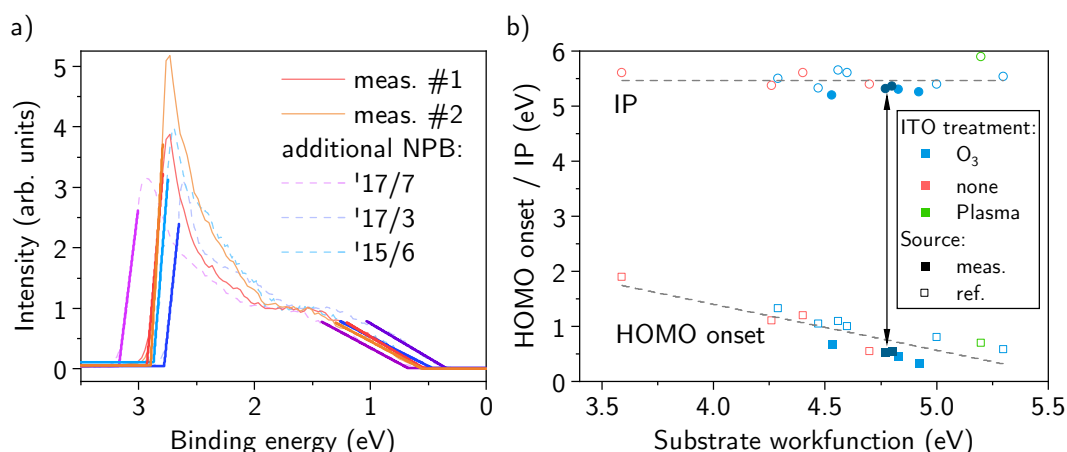 a)
Intensity (arb. units)
5
4
3
2
1
0
meas. #1
meas. #2
additional NPB:
'17/7
'17/3
'15/6
3
2
1
0
Binding energy (eV)
b)
HOMO onset / IP (eV)
6
5
4
3
2
1
0
IP
HOMO onset
ITO treatment:
O₃
none
Plasma
Source:
meas.
ref.
3.5
4.0
4.5
5.0
5.5
Substrate workfunction (eV)